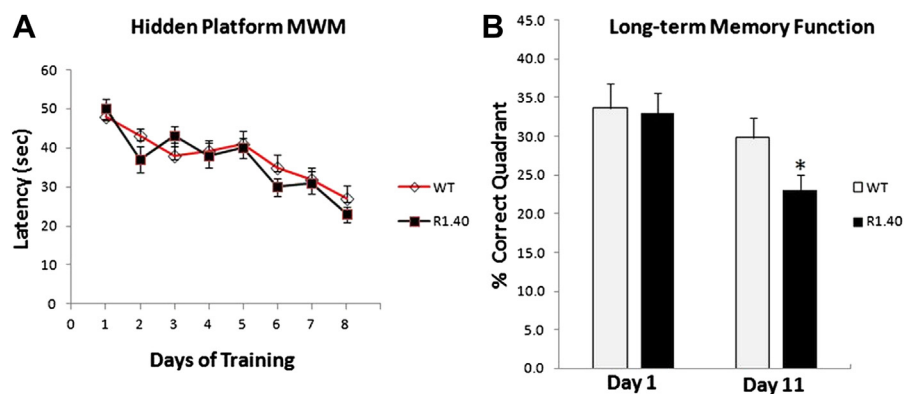 A
Hidden Platform MWM
Latency (sec)
60
50
40
30
20
10
0
0 1 2 3 4 5 6 7 8
Days of Training
WT
R1.40
B
Long-term Memory Function
% Correct Quadrant
45.0
40.0
35.0
30.0
25.0
20.0
15.0
10.0
5.0
0.0
*
Day 1 Day 11
WT
R1.40